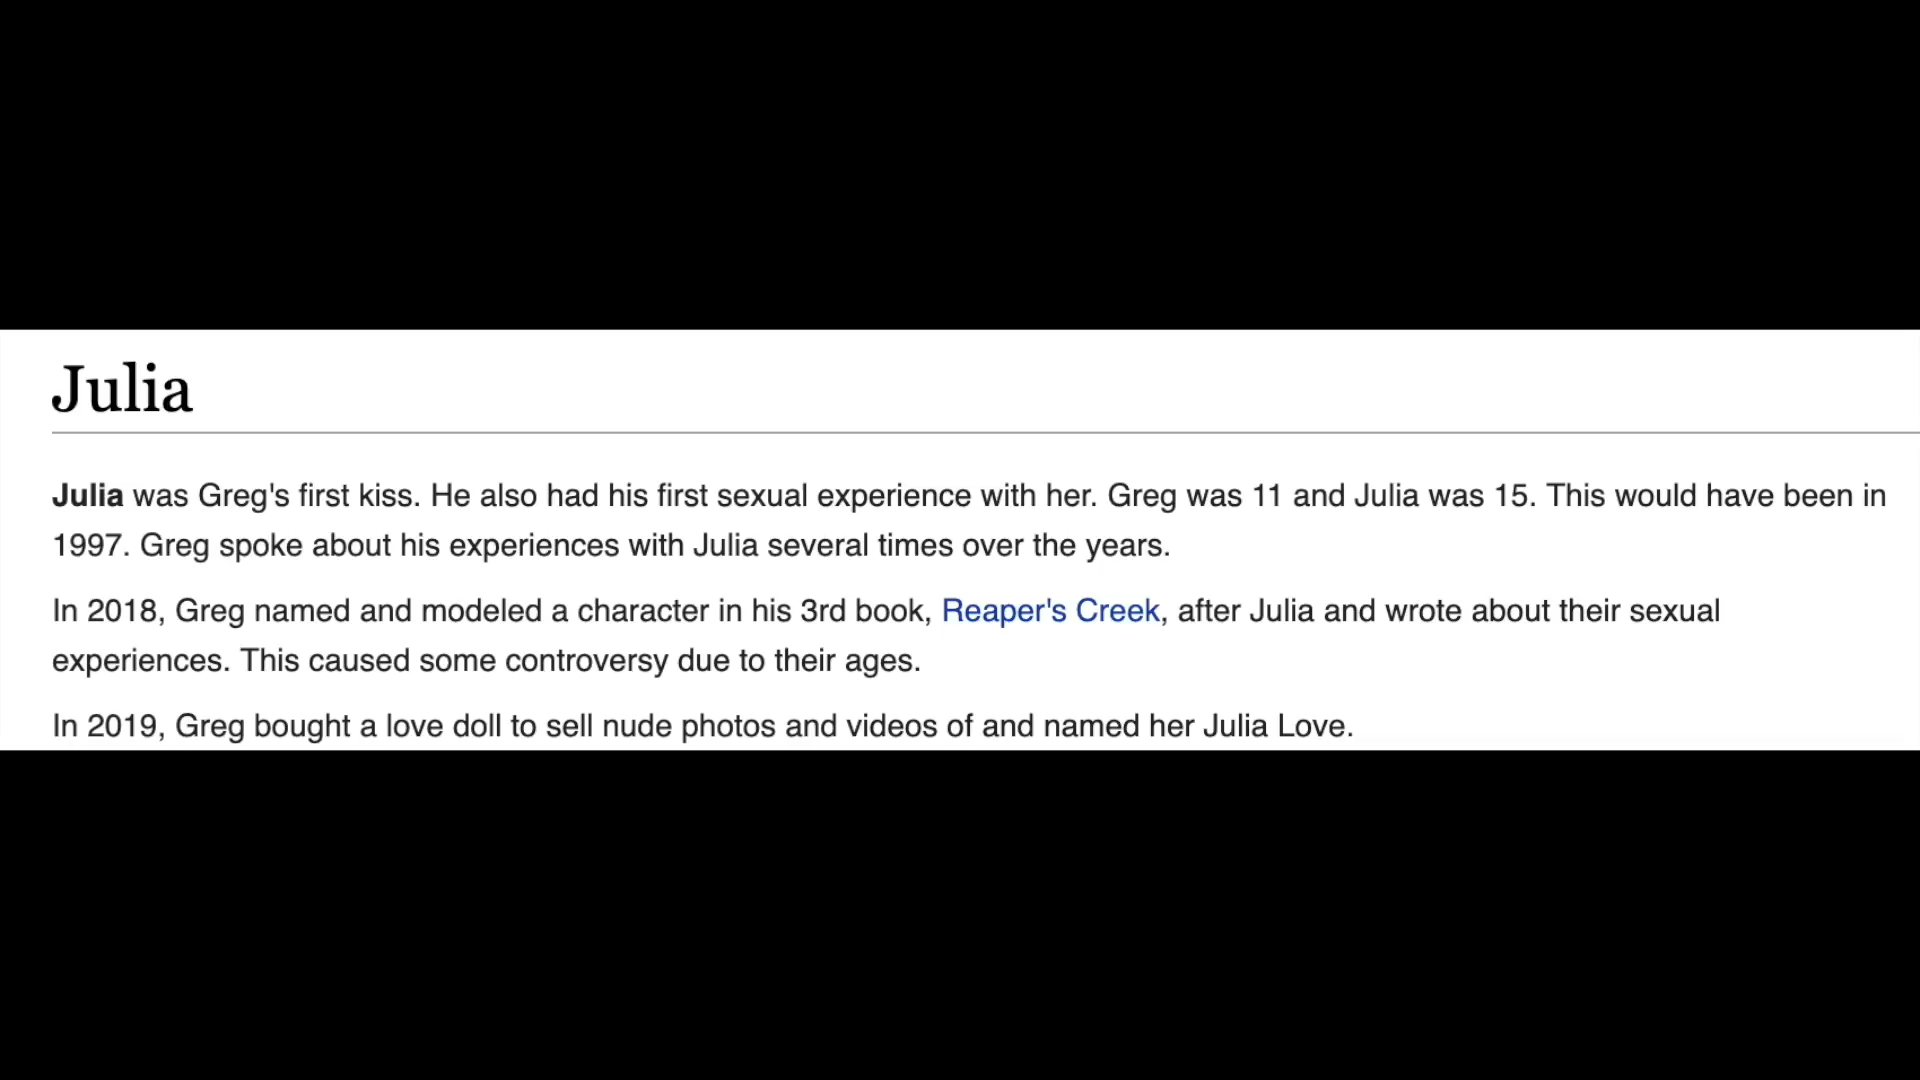 Julia
Julia was Greg's first kiss. He also had his first sexual experience with her. Greg was 11 and Julia was 15. This would have been in
1997. Greg spoke about his experiences with Julia several times over the years.
In 2018, Greg named and modeled a character in his 3rd book, Reaper's Creek, after Julia and wrote about their sexual
experiences. This caused some controversy due to their ages.
In 2019, Greg bought a love doll to sell nude photos and videos of and named her Julia Love.